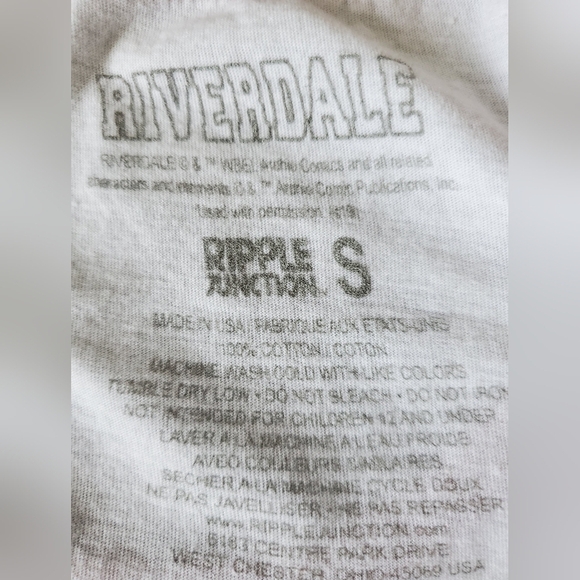 RIVERDALE
RIVERDALE & ™ WBEI Archie Comics and all related
characters and elements © & ™ Archie Comic Publications, Inc.
Used with permission.
RIPPLE
JUNCTION S
MADE IN USA | FABRIQUE AUX ETATS-UNIS
100% COTTON | COTON
MACHINE WASH COLD WITH LIKE COLORS
TUMBLE DRY LOW • DO NOT BLEACH • DO NOT IRON
NOT INTENDED FOR CHILDREN 12 AND UNDER
LAVER A LA MACHINE A L'EAU FROIDE
AVEC COULEURS SIMILAIRES
SECHER A LA MACHINE CYCLE DOUX
NE PAS JAVELLISER • NE PAS REPASSER
www.RIPPLEJUNCTION.com
CENTRE PARK DRIVE
WEST CHESTER, OHIO 45069 USA